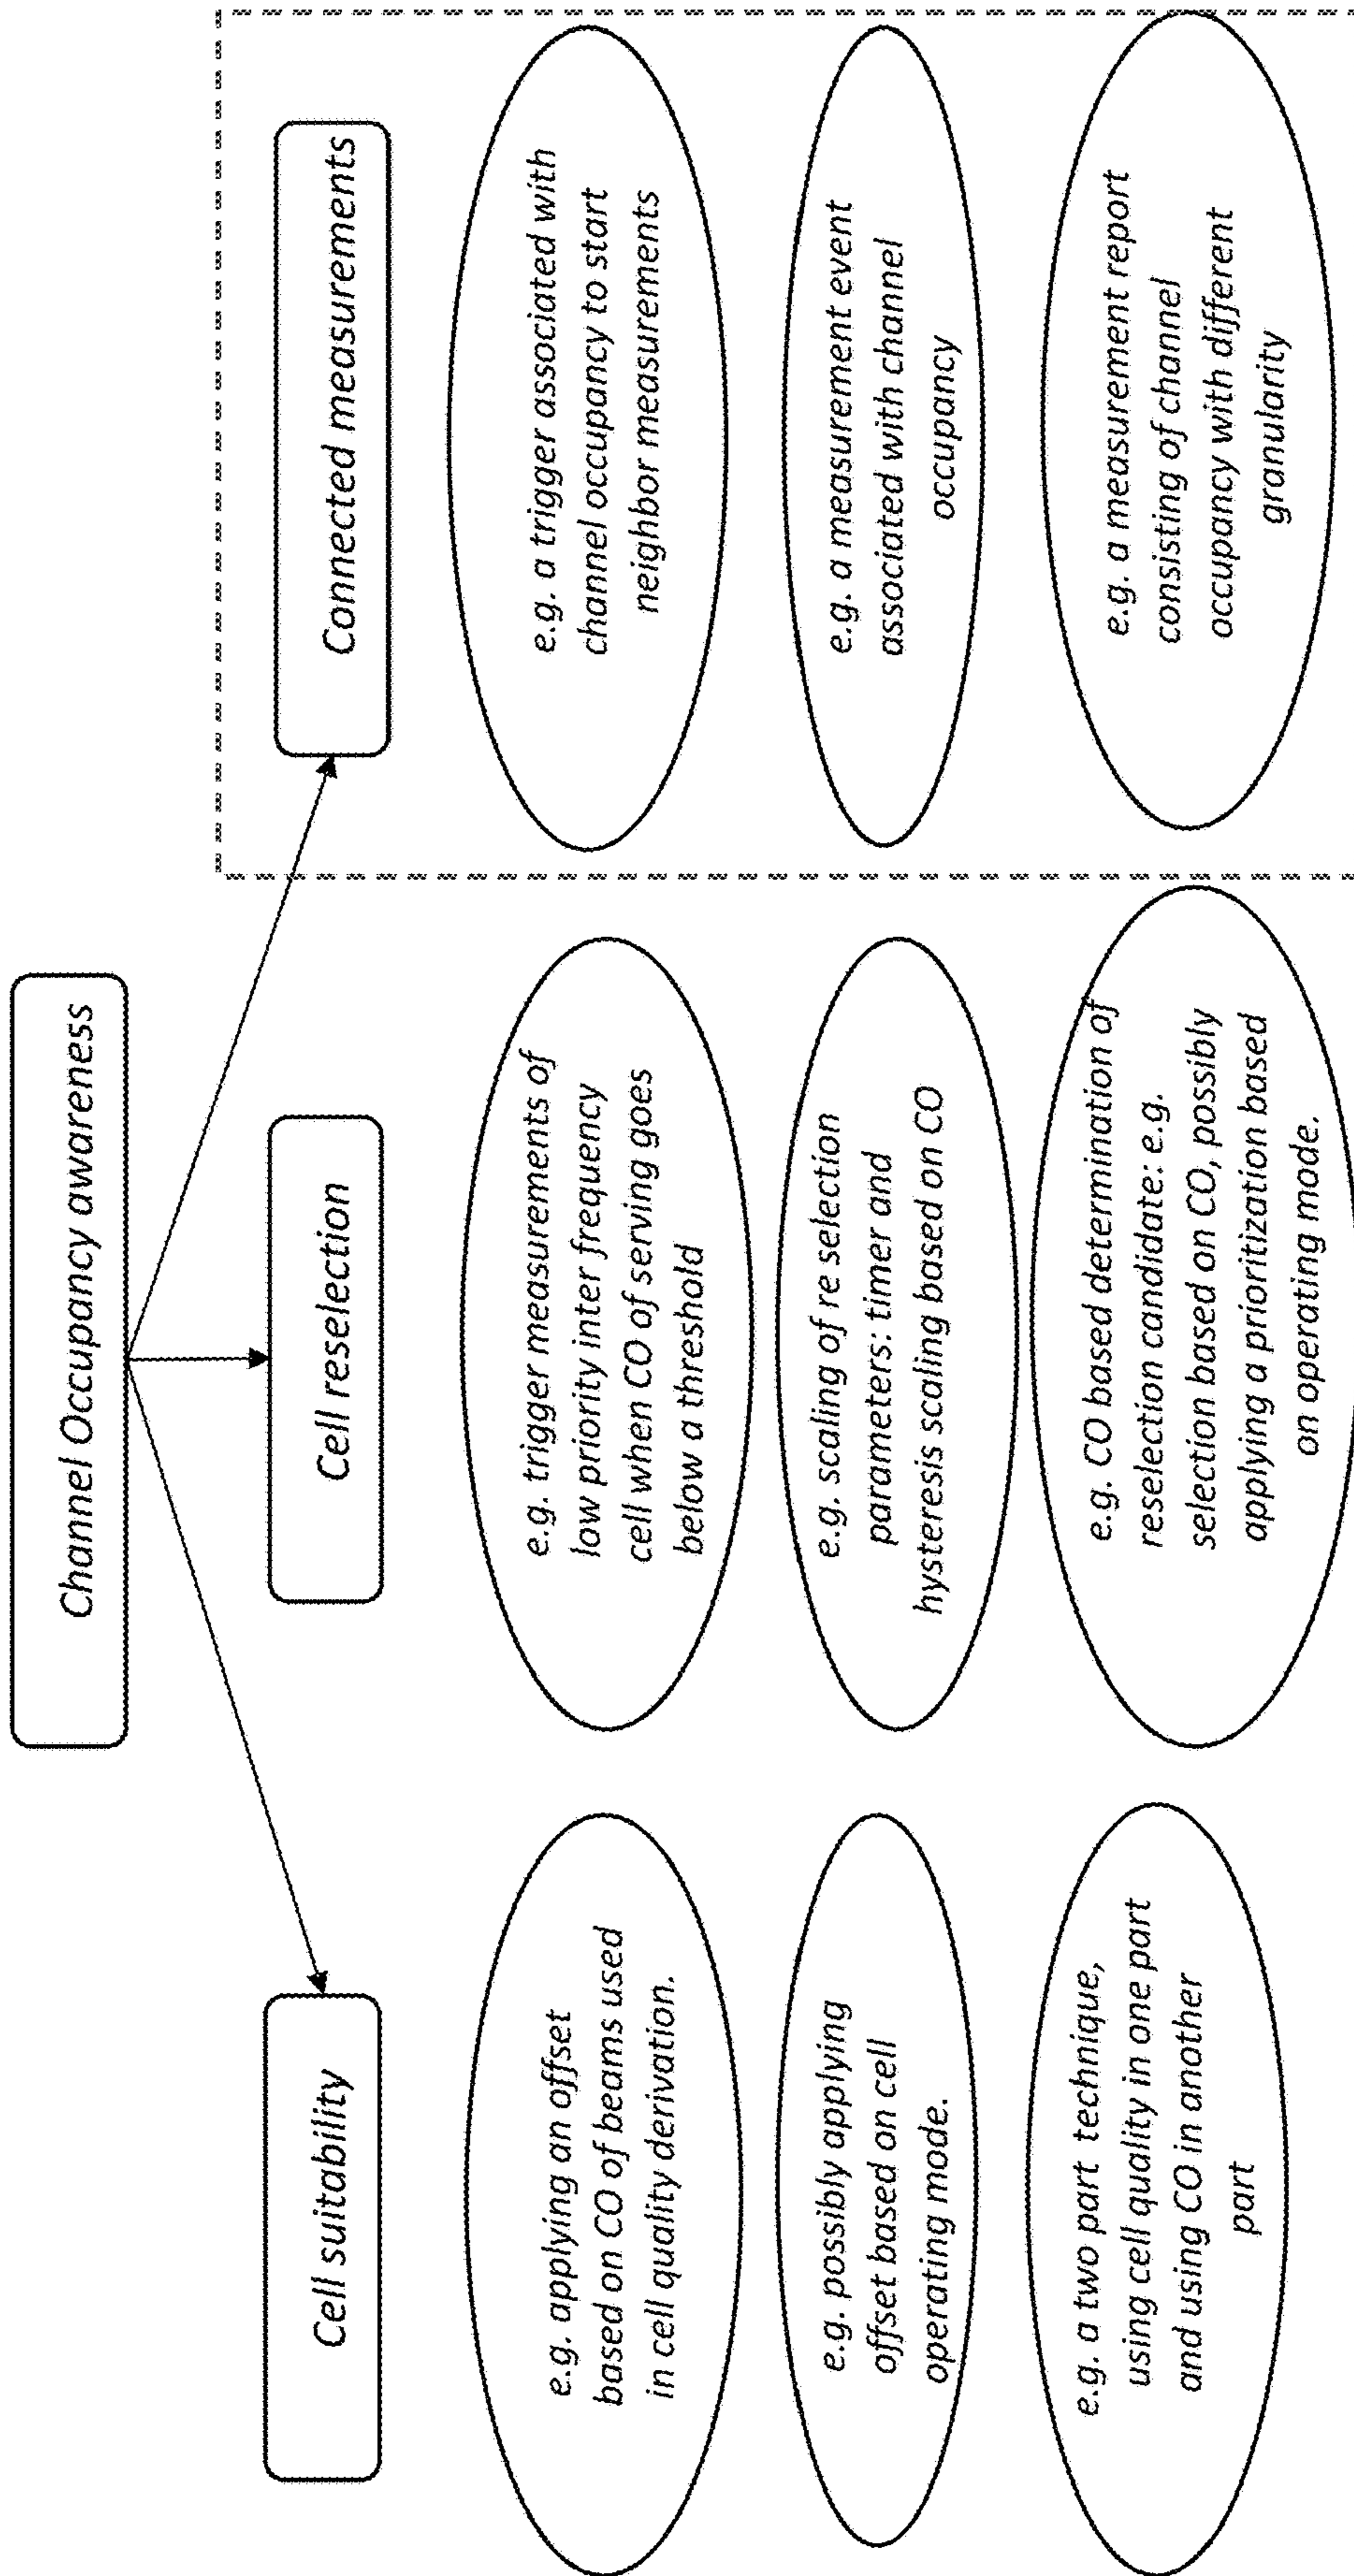 Channel Occupancy awareness
Cell suitability
e.g. applying an offset
based on CO of beams used
in cell quality derivation.
e.g. possibly applying
offset based on cell
operating mode.
e.g. a two part technique,
using cell quality in one part
and using CO in another
part
Cell reselection
e.g. trigger measurements of
low priority inter frequency
cell when CO of serving goes
below a threshold
e.g. scaling of re selection
parameters: timer and
hysteresis scaling based on CO
e.g. CO based determination of
reselection candidate: e.g.
selection based on CO, possibly
applying a prioritization based
on operating mode.
Connected measurements
e.g. a trigger associated with
channel occupancy to start
neighbor measurements
e.g. a measurement event
associated with channel
occupancy
e.g. a measurement report
consisting of channel
occupancy with different
granularity